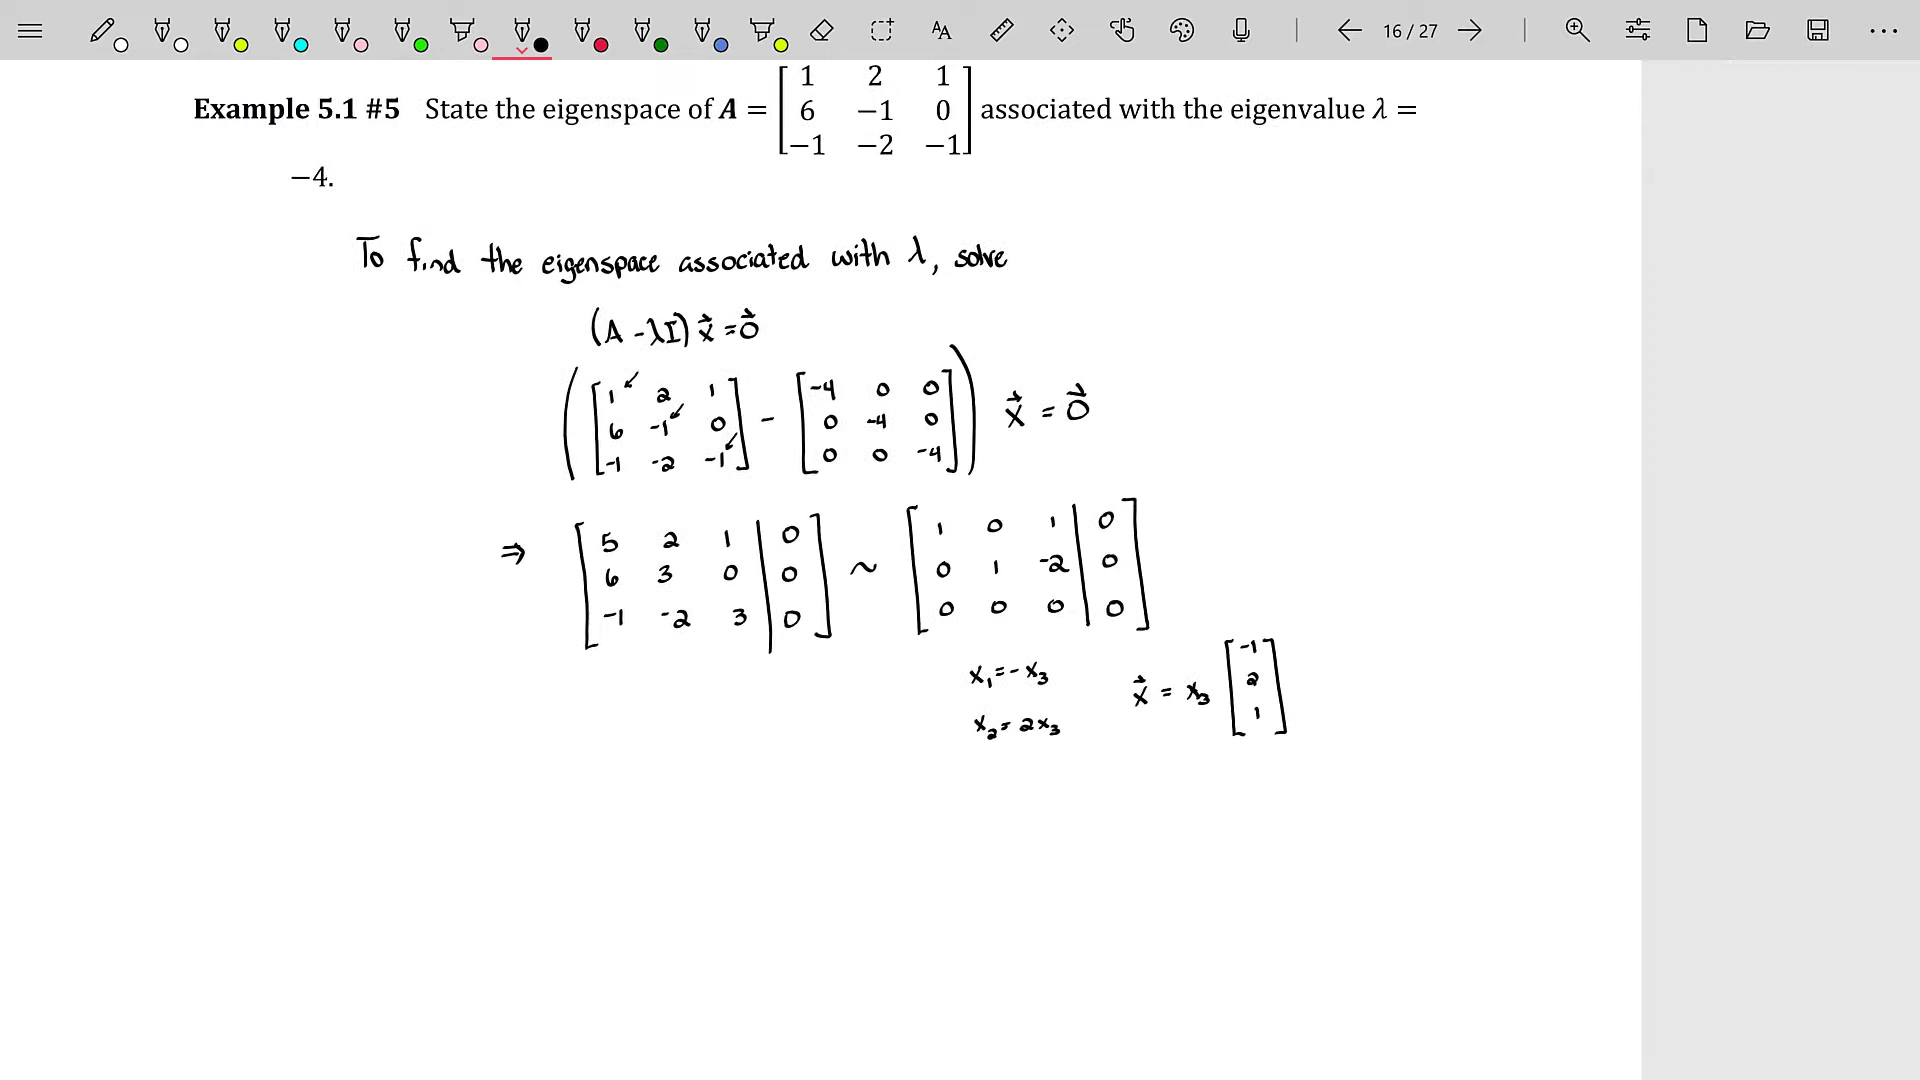 16 / 27
Example 5.1 #5 State the eigenspace of A = [1 2 1; 6 −1 0; −1 −2 −1] associated with the eigenvalue λ =
−4.
To find the eigenspace associated with λ, solve
(A - λI) x⃗ = 0⃗
([1 2 1; 6 -1 0; -1 -2 -1] - [-4 0 0; 0 -4 0; 0 0 -4]) x⃗ = 0⃗
⇒ [5 2 1 | 0; 6 3 0 | 0; -1 -2 3 | 0] ~ [1 0 1 | 0; 0 1 -2 | 0; 0 0 0 | 0]
x₁ = -x₃
x₂ = 2x₃
x⃗ = x₃ [-1; 2; 1]